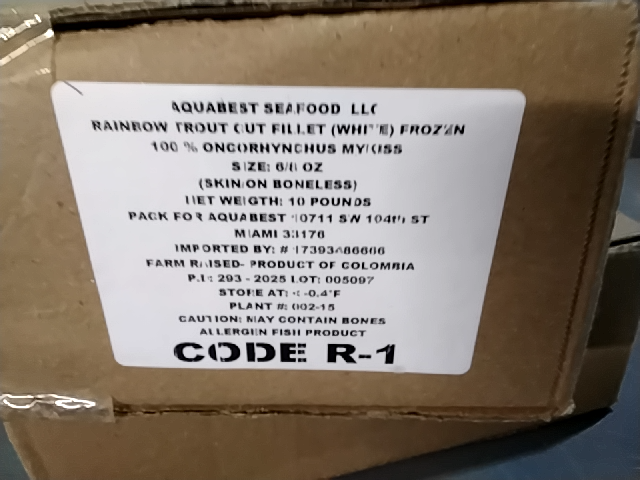 AQUABEST SEAFOOD LLC
RAINBOW TROUT CUT FILLET (WHITE) FROZEN
100 % ONCORHYNCHUS MYKISS
SIZE: OZ
(SKIN/ON BONELESS)
NET WEIGTH: 10 POUNDS
PACK FOR AQUABEST 10711 SW 104th ST
MIAMI 33176
IMPORTED BY: #
FARM RAISED- PRODUCT OF COLOMBIA
293 - 2025 LOT: 005097
STORE AT: -0.4°F
PLANT #: 002-15
CAUTION: MAY CONTAIN BONES
ALLERGEN FISH PRODUCT
CODE R-1